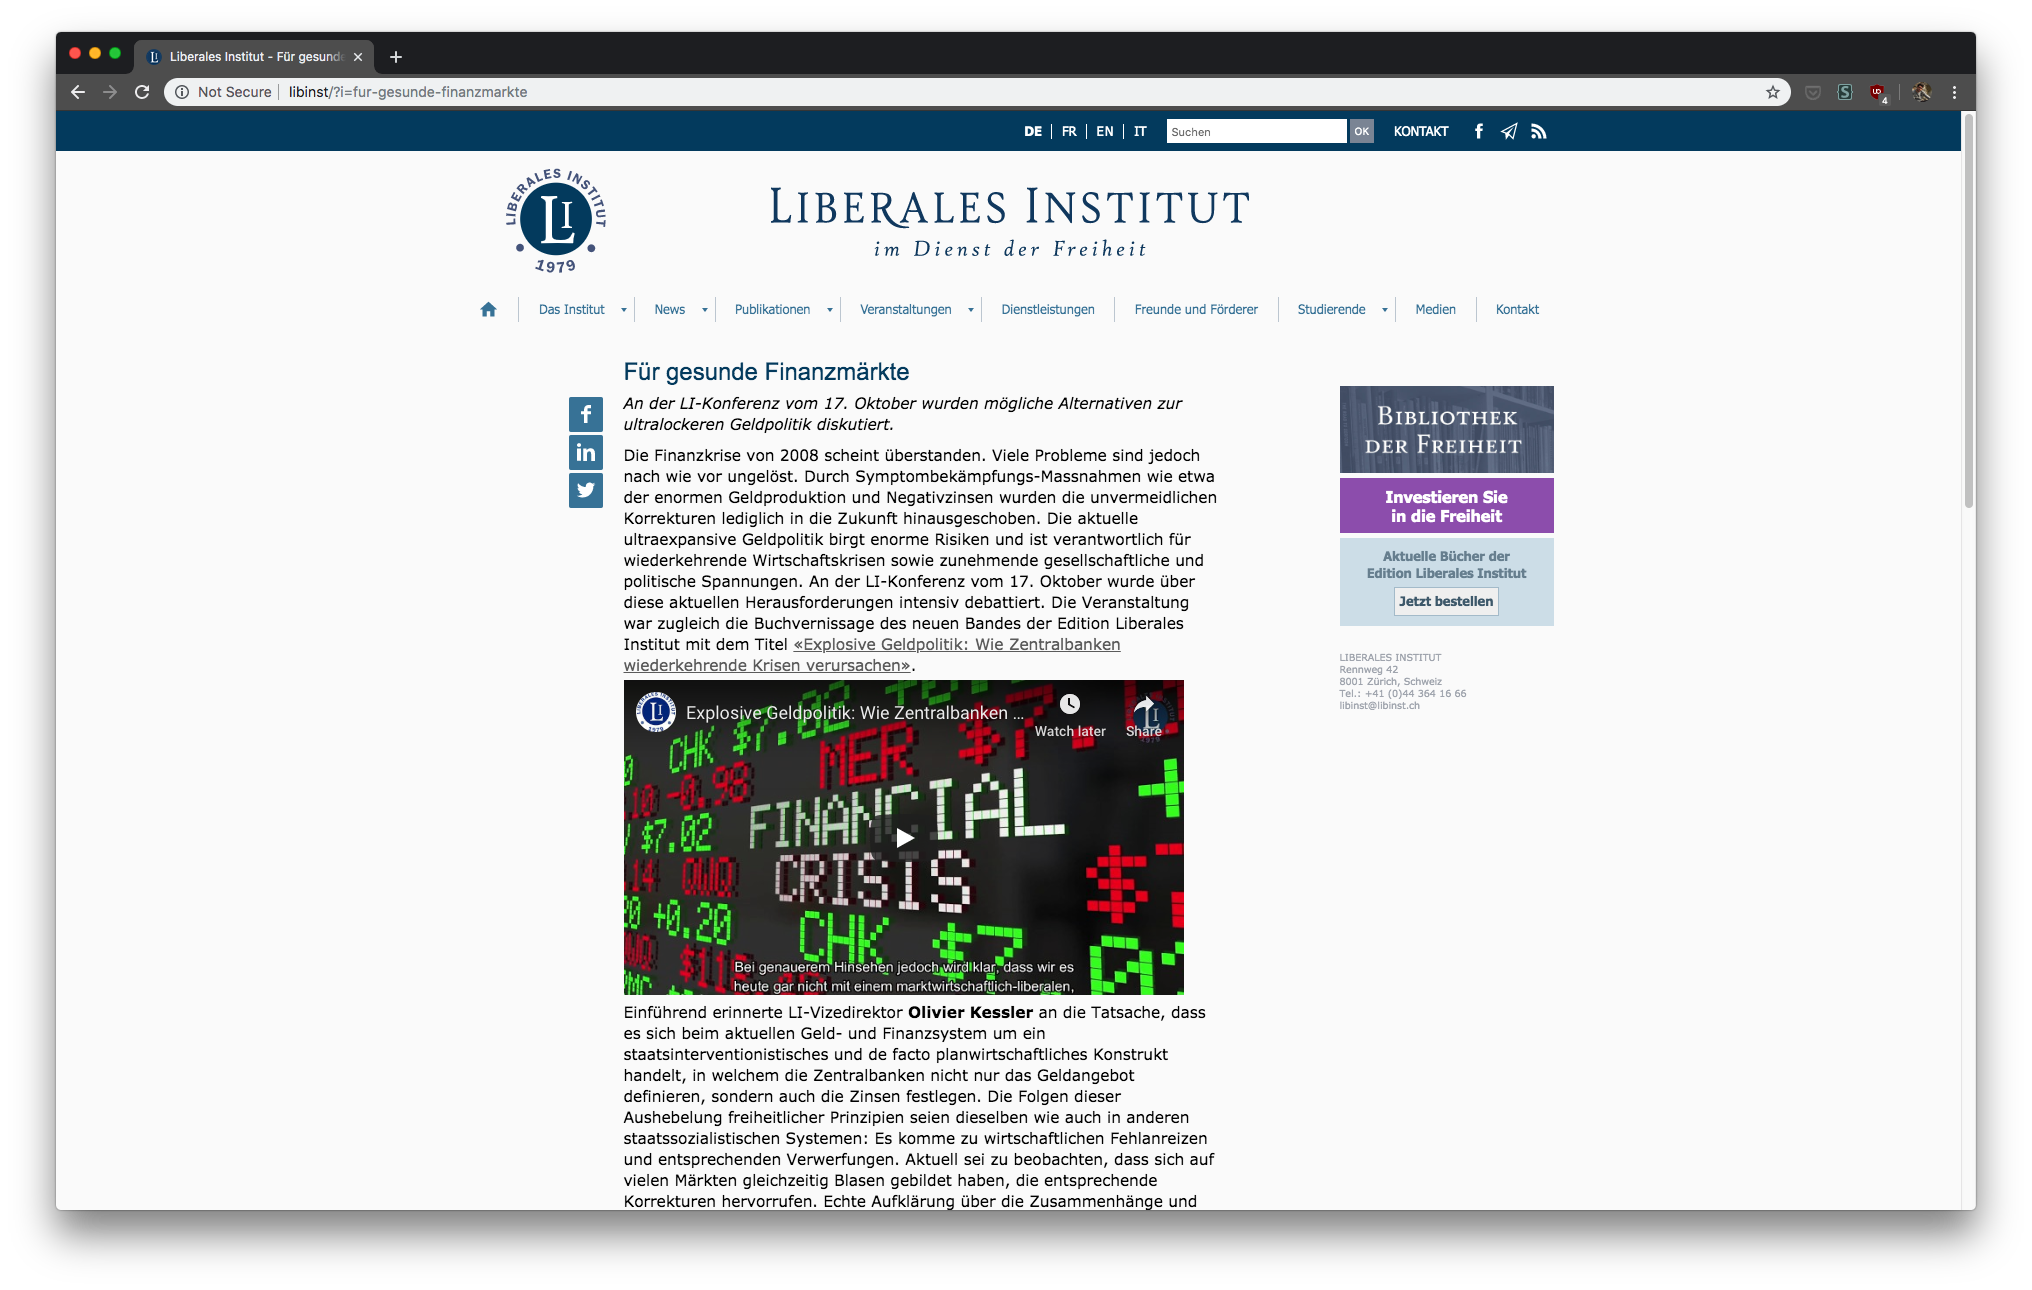 Liberales Institut - Für gesunde
Not Secure
libinst/?i=fur-gesunde-finanzmarkte
4
DE | FR | EN | IT
Suchen
OK
KONTAKT
LIBERALES INSTITUT
LI
1979
LIBERALES INSTITUT
im Dienst der Freiheit
Das Institut
News
Publikationen
Veranstaltungen
Dienstleistungen
Freunde und Förderer
Studierende
Medien
Kontakt
Für gesunde Finanzmärkte
An der LI-Konferenz vom 17. Oktober wurden mögliche Alternativen zur
ultralockeren Geldpolitik diskutiert.
Die Finanzkrise von 2008 scheint überstanden. Viele Probleme sind jedoch
nach wie vor ungelöst. Durch Symptombekämpfungs-Massnahmen wie etwa
der enormen Geldproduktion und Negativzinsen wurden die unvermeidlichen
Korrekturen lediglich in die Zukunft hinausgeschoben. Die aktuelle
ultraexpansive Geldpolitik birgt enorme Risiken und ist verantwortlich für
wiederkehrende Wirtschaftskrisen sowie zunehmende gesellschaftliche und
politische Spannungen. An der LI-Konferenz vom 17. Oktober wurde über
diese aktuellen Herausforderungen intensiv debattiert. Die Veranstaltung
war zugleich die Buchvernissage des neuen Bandes der Edition Liberales
Institut mit dem Titel «Explosive Geldpolitik: Wie Zentralbanken
wiederkehrende Krisen verursachen».
Explosive Geldpolitik: Wie Zentralbanken ...
Watch later
Share
CHK $7.02
MER $7
-0.98
$7.02
FINANCIAL
CRISIS
+0.20
CHK $7
Bei genauerem Hinsehen jedoch wird klar, dass wir es
heute gar nicht mit einem marktwirtschaftlich-liberalen,
Einführend erinnerte LI-Vizedirektor Olivier Kessler an die Tatsache, dass
es sich beim aktuellen Geld- und Finanzsystem um ein
staatsinterventionistisches und de facto planwirtschaftliches Konstrukt
handelt, in welchem die Zentralbanken nicht nur das Geldangebot
definieren, sondern auch die Zinsen festlegen. Die Folgen dieser
Aushebelung freiheitlicher Prinzipien seien dieselben wie auch in anderen
staatssozialistischen Systemen: Es komme zu wirtschaftlichen Fehlanreizen
und entsprechenden Verwerfungen. Aktuell sei zu beobachten, dass sich auf
vielen Märkten gleichzeitig Blasen gebildet haben, die entsprechende
Korrekturen hervorrufen. Echte Aufklärung über die Zusammenhänge und
BIBLIOTHEK
DER FREIHEIT
Investieren Sie
in die Freiheit
Aktuelle Bücher der
Edition Liberales Institut
Jetzt bestellen
LIBERALES INSTITUT
Rennweg 42
8001 Zürich, Schweiz
Tel.: +41 (0)44 364 16 66
libinst@libinst.ch